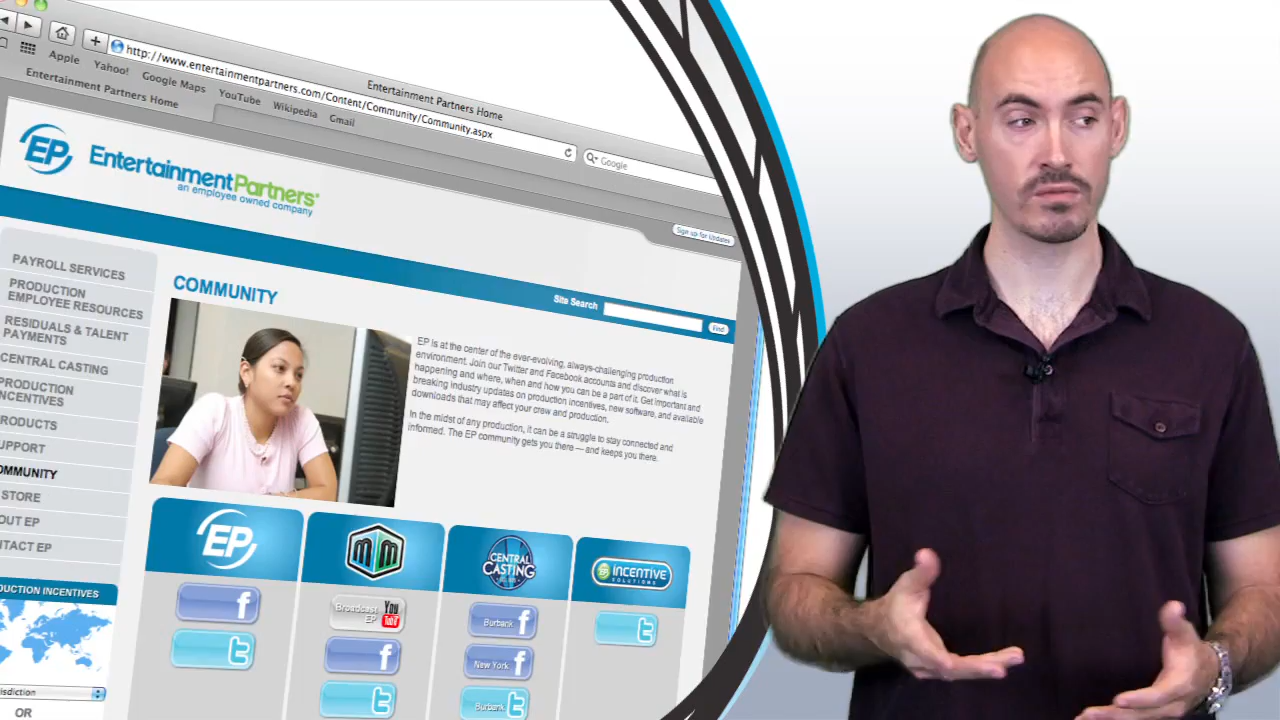 Entertainment Partners Home
http://www.entertainmentpartners.com/Content/Community/Community.aspx
Google
Apple Yahoo! Google Maps YouTube Wikipedia Gmail
Entertainment Partners Home
EP
EntertainmentPartners
an employee owned company
Sign up for Updates
Site Search
Find
PAYROLL SERVICES
PRODUCTION
EMPLOYEE RESOURCES
RESIDUALS & TALENT
PAYMENTS
CENTRAL CASTING
PRODUCTION
NCENTIVES
RODUCTS
UPPORT
OMMUNITY
STORE
OUT EP
NTACT EP
DUCTION INCENTIVES
isdiction
OR
COMMUNITY
EP is at the center of the ever-evolving, always-challenging production
environment. Join our Twitter and Facebook accounts and discover what is
happening and where, when and how you can be a part of it. Get important and
breaking industry updates on production incentives, new software, and available
downloads that may affect your crew and production.
In the midst of any production, it can be a struggle to stay connected and
informed. The EP community gets you there — and keeps you there.
EP
f
t
MM
Broadcast
EP
You
Tube
f
t
CENTRAL
CASTING
Burbank f
New York f
Burbank t
EP INCENTIVE
SOLUTIONS
t